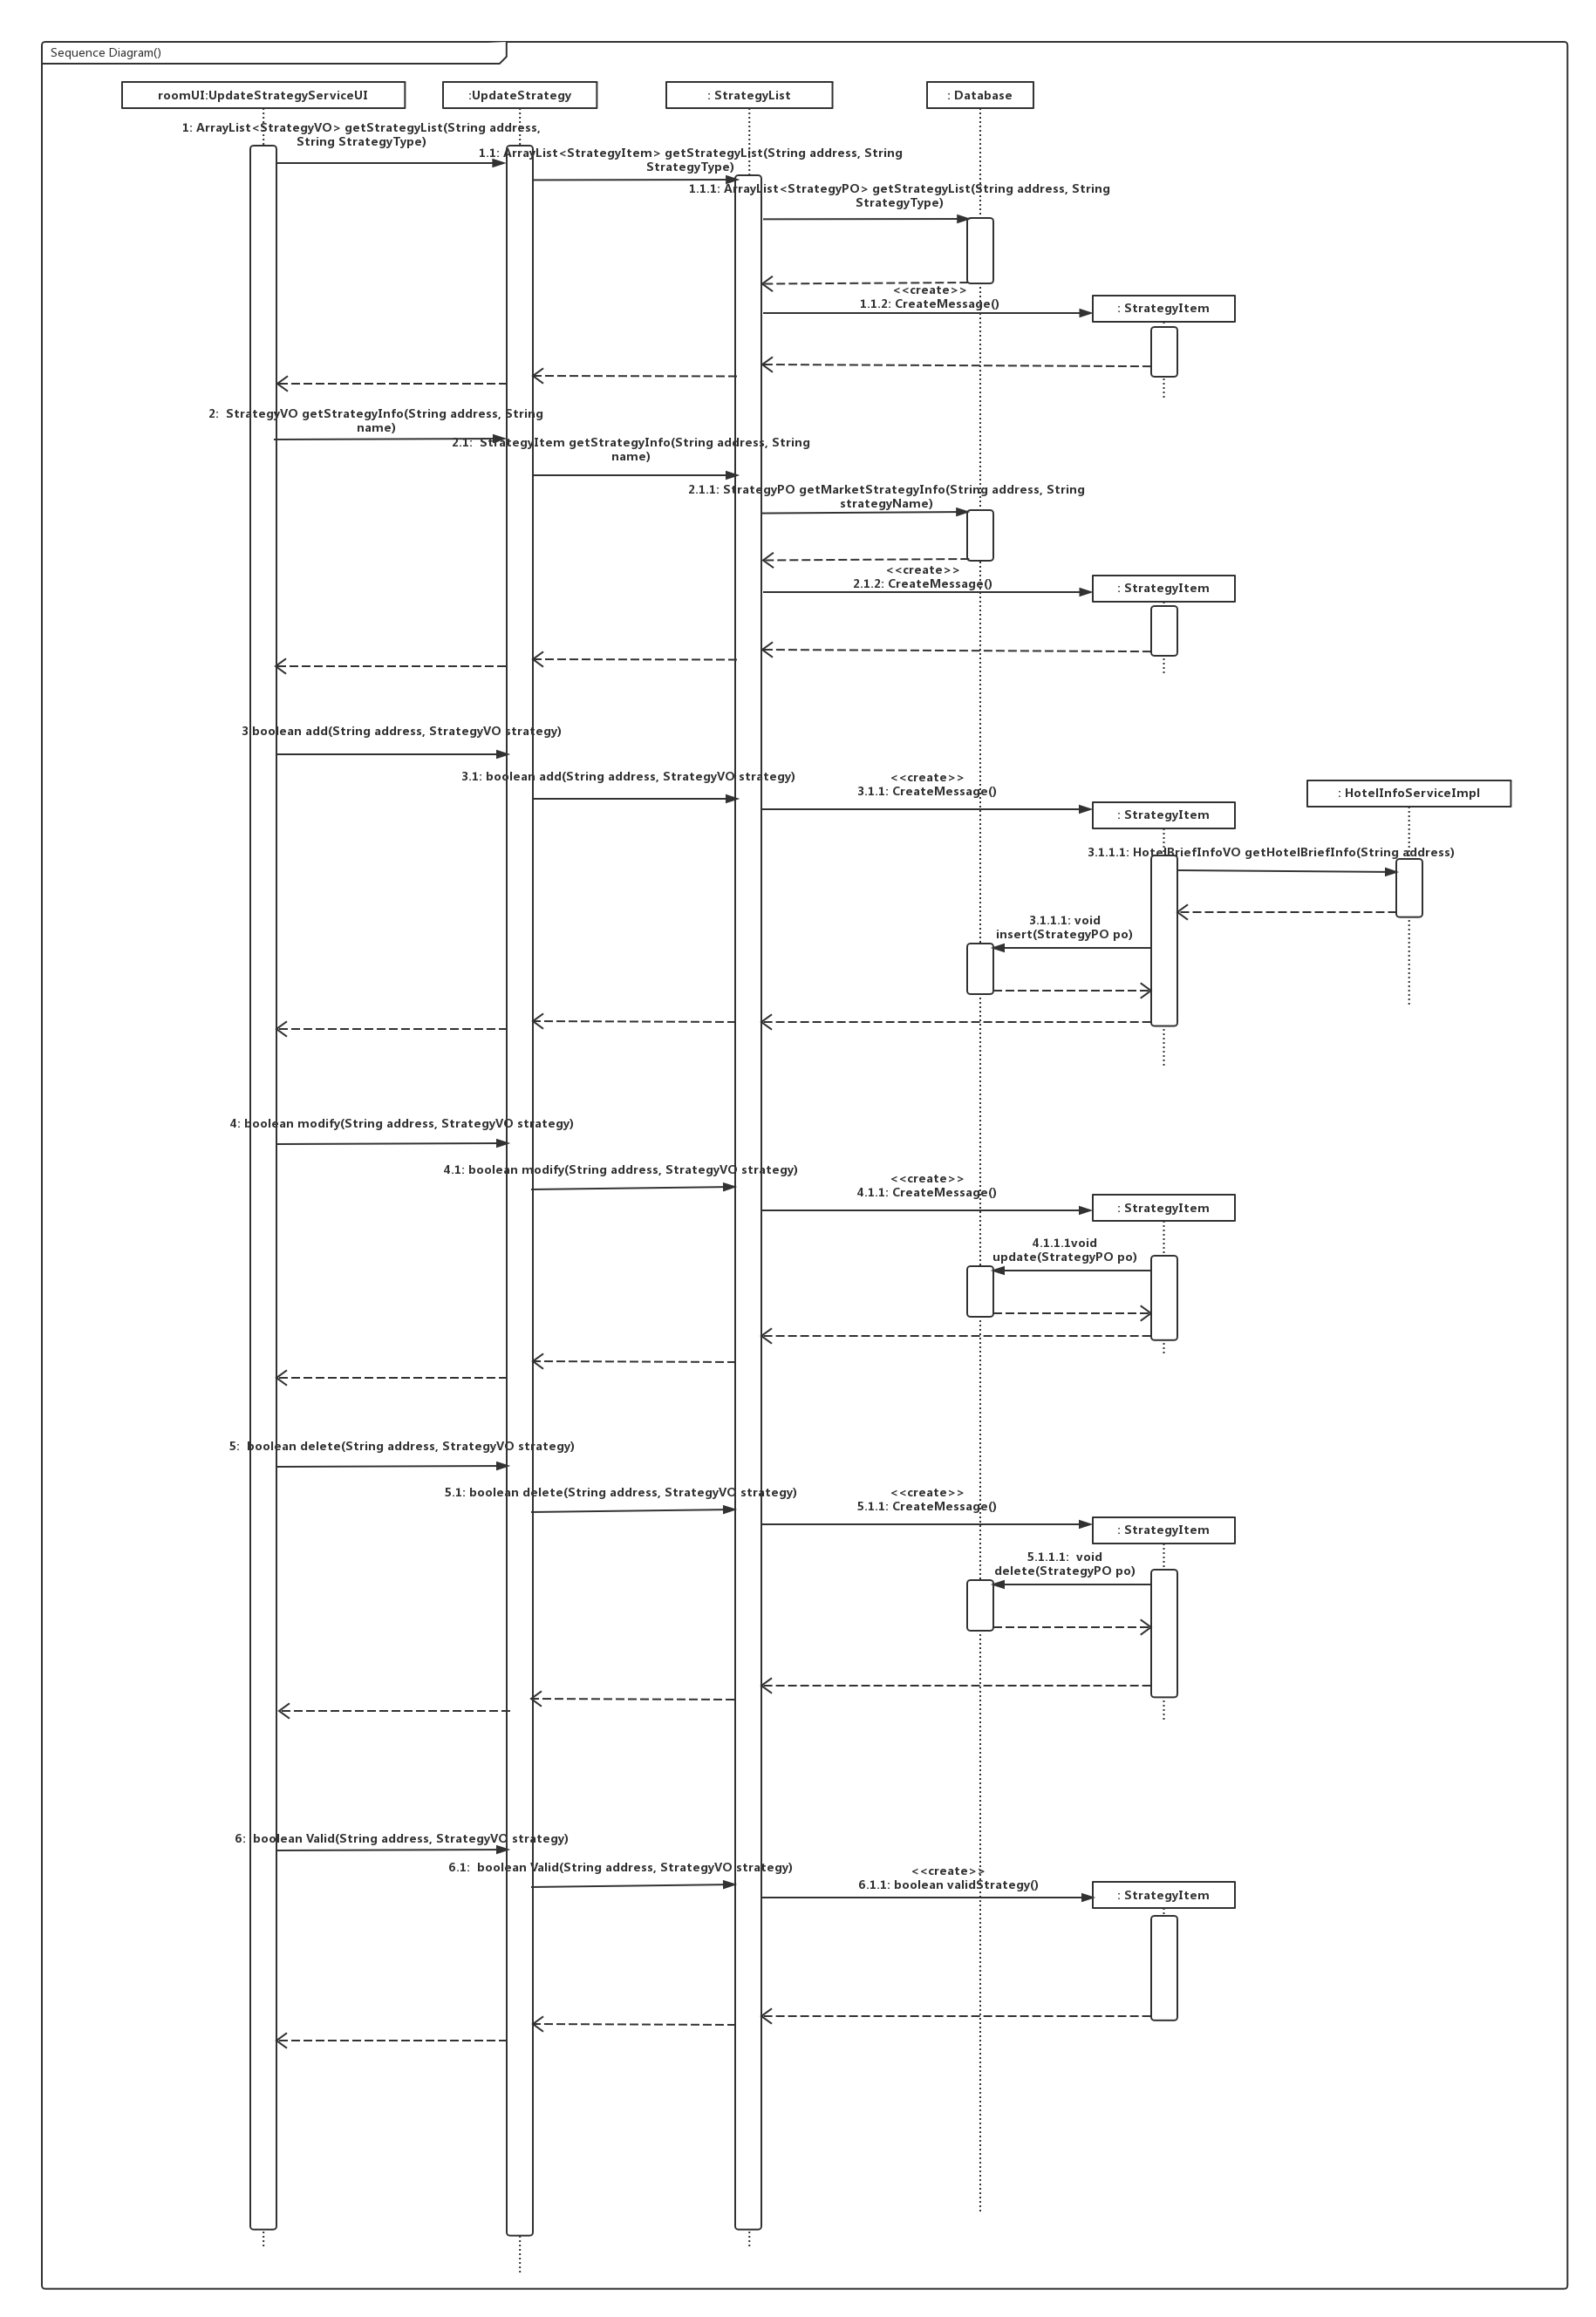 Sequence Diagram()
roomUI:UpdateStrategyServiceUI
:UpdateStrategy
: StrategyList
: Database
1: ArrayList<StrategyVO> getStrategyList(String address,
String StrategyType)
1.1: ArrayList<StrategyItem> getStrategyList(String address, String
StrategyType)
1.1.1: ArrayList<StrategyPO> getStrategyList(String address, String
StrategyType)
<<create>>
1.1.2: CreateMessage()
: StrategyItem
2:  StrategyVO getStrategyInfo(String address, String
name)
2.1:  StrategyItem getStrategyInfo(String address, String
name)
2.1.1: StrategyPO getMarketStrategyInfo(String address, String
strategyName)
<<create>>
2.1.2: CreateMessage()
: StrategyItem
3 boolean add(String address, StrategyVO strategy)
3.1: boolean add(String address, StrategyVO strategy)
<<create>>
3.1.1: CreateMessage()
: StrategyItem
: HotelInfoServiceImpl
3.1.1.1: HotelBriefInfoVO getHotelBriefInfo(String address)
3.1.1.1: void
insert(StrategyPO po)
4: boolean modify(String address, StrategyVO strategy)
4.1: boolean modify(String address, StrategyVO strategy)
<<create>>
4.1.1: CreateMessage()
: StrategyItem
4.1.1.1void
update(StrategyPO po)
5:  boolean delete(String address, StrategyVO strategy)
5.1: boolean delete(String address, StrategyVO strategy)
<<create>>
5.1.1: CreateMessage()
: StrategyItem
5.1.1.1:  void
delete(StrategyPO po)
6:  boolean Valid(String address, StrategyVO strategy)
6.1:  boolean Valid(String address, StrategyVO strategy)
<<create>>
6.1.1: boolean validStrategy()
: StrategyItem